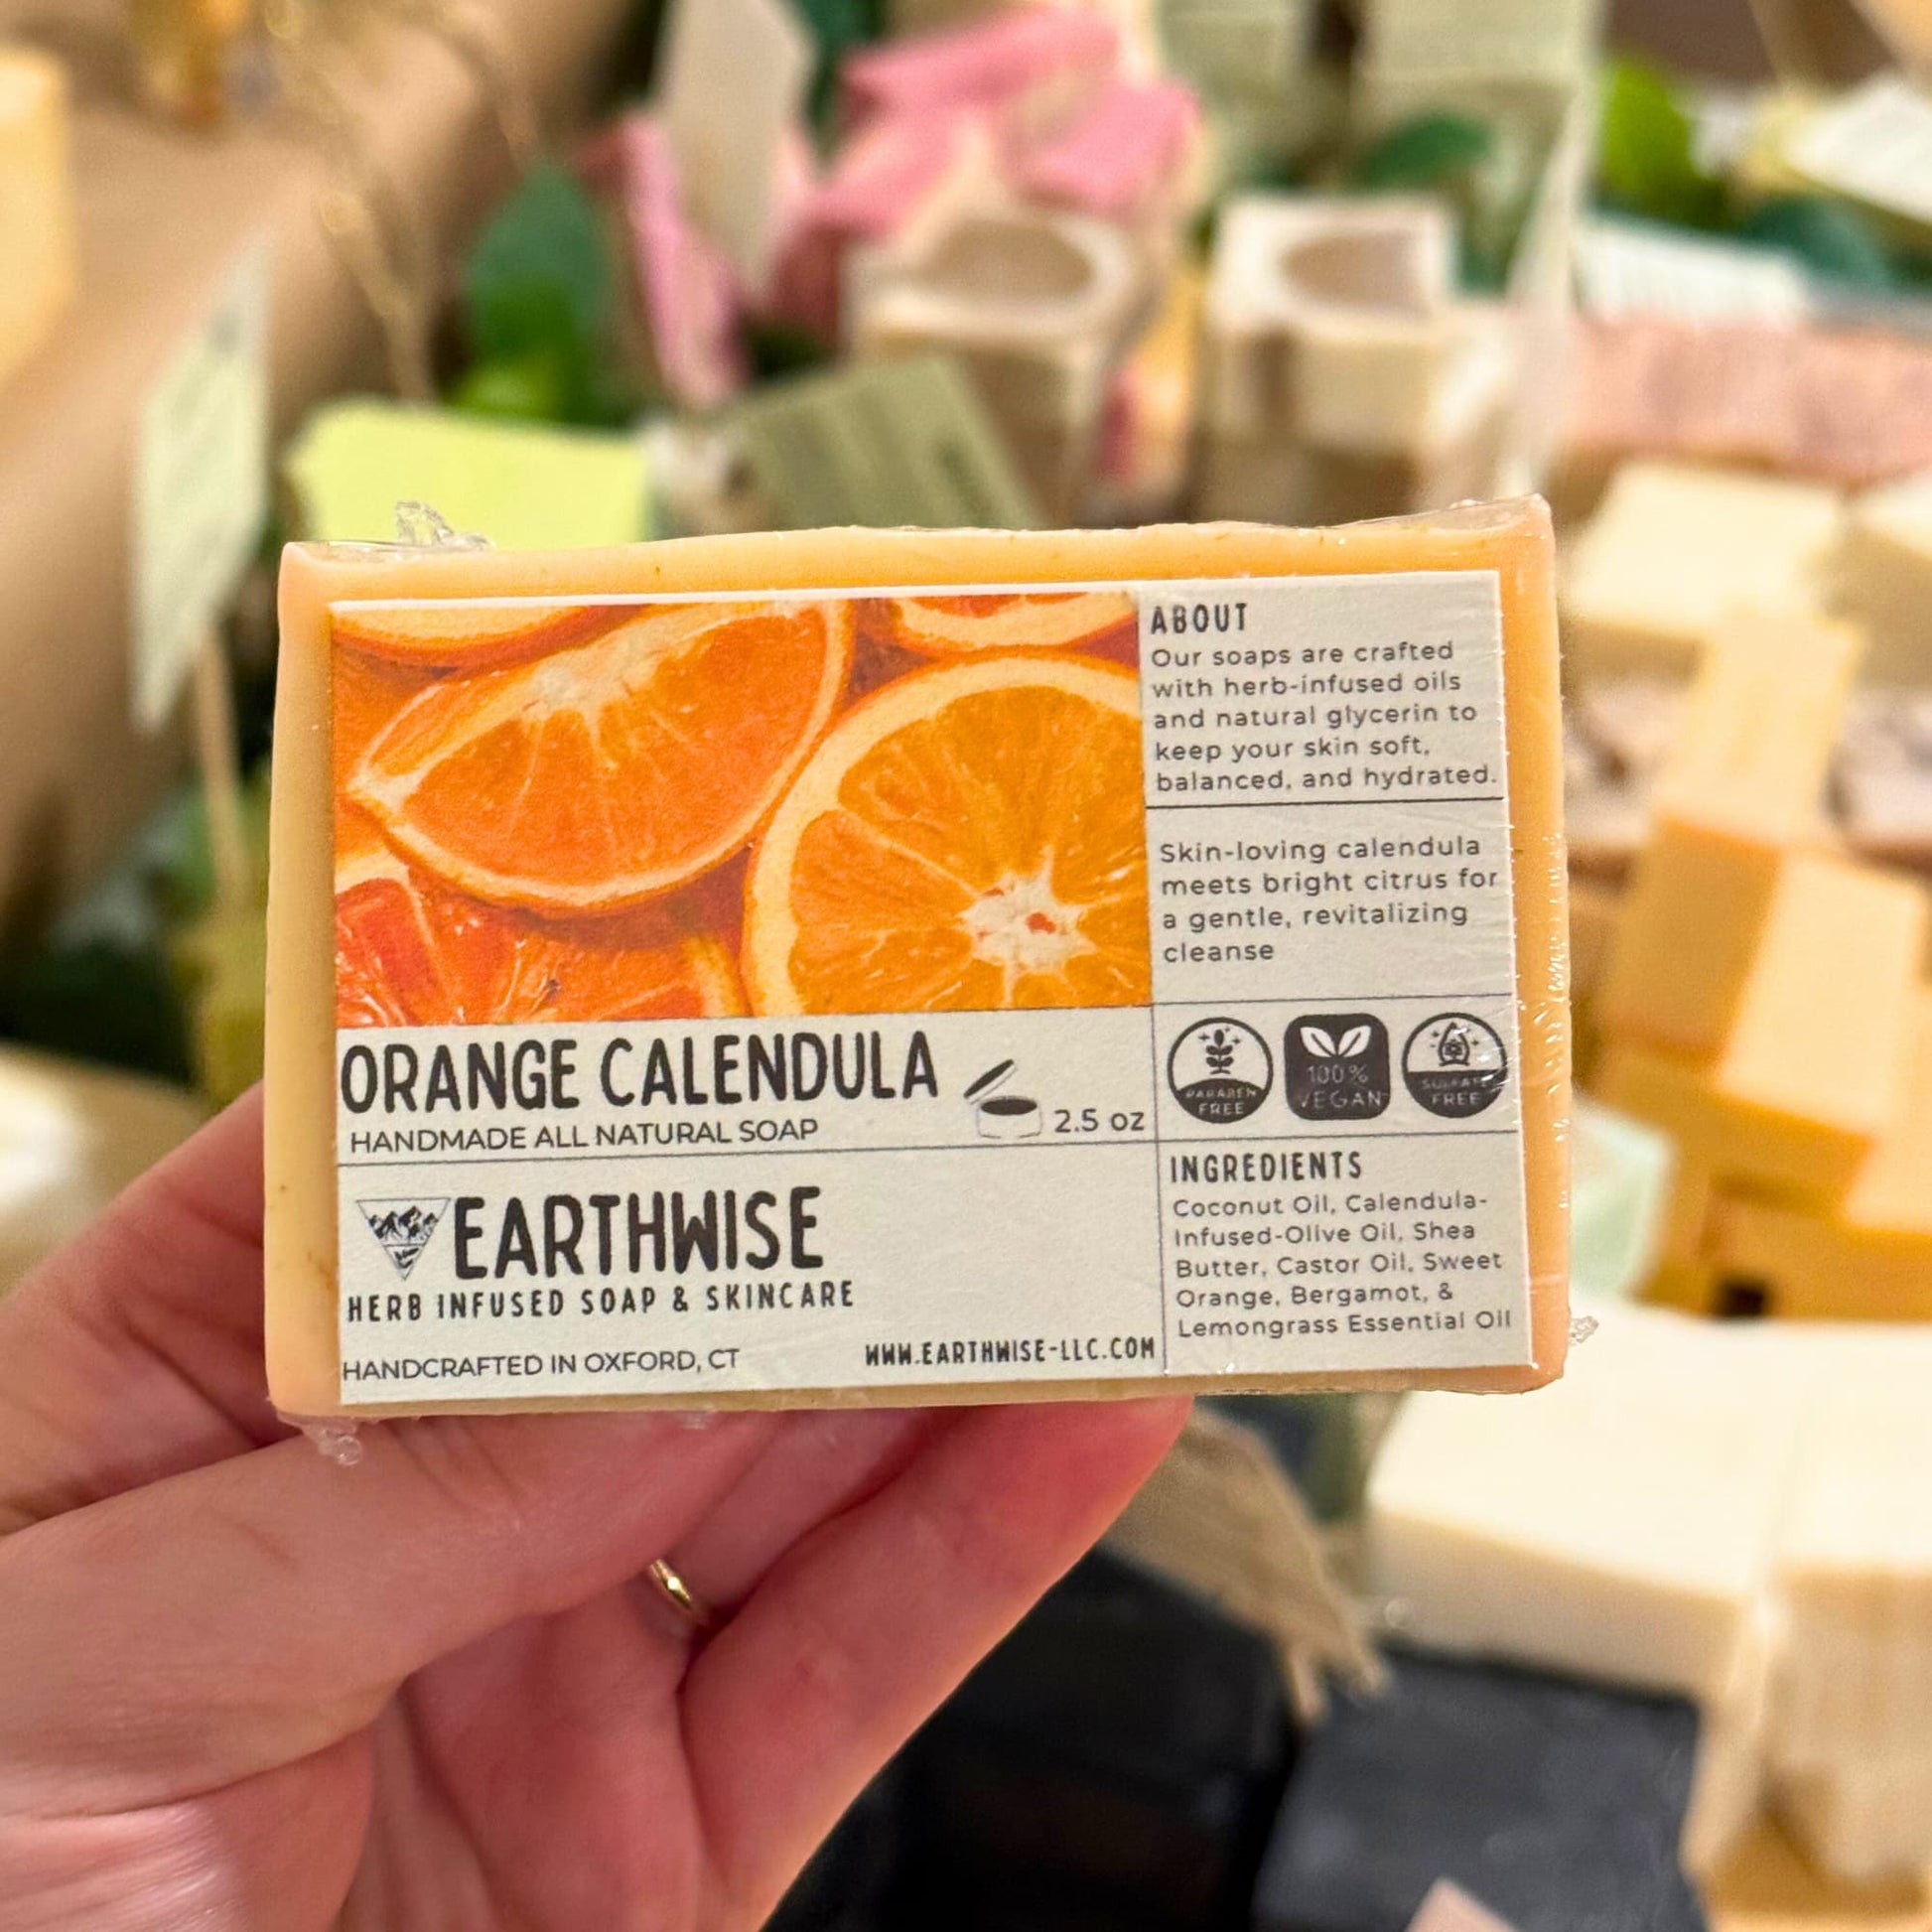 ORANGE CALENDULA
HANDMADE ALL NATURAL SOAP
2.5 oz
EARTHWISE
HERB INFUSED SOAP & SKINCARE
HANDCRAFTED IN OXFORD, CT
WWW.EARTHWISE-LLC.COM
ABOUT
Our soaps are crafted
with herb-infused oils
and natural glycerin to
keep your skin soft,
balanced, and hydrated.
Skin-loving calendula
meets bright citrus for
a gentle, revitalizing
cleanse
PARABEN
FREE
100%
VEGAN
SULFATE
FREE
INGREDIENTS
Coconut Oil, Calendula-
Infused-Olive Oil, Shea
Butter, Castor Oil, Sweet
Orange, Bergamot, &
Lemongrass Essential Oil